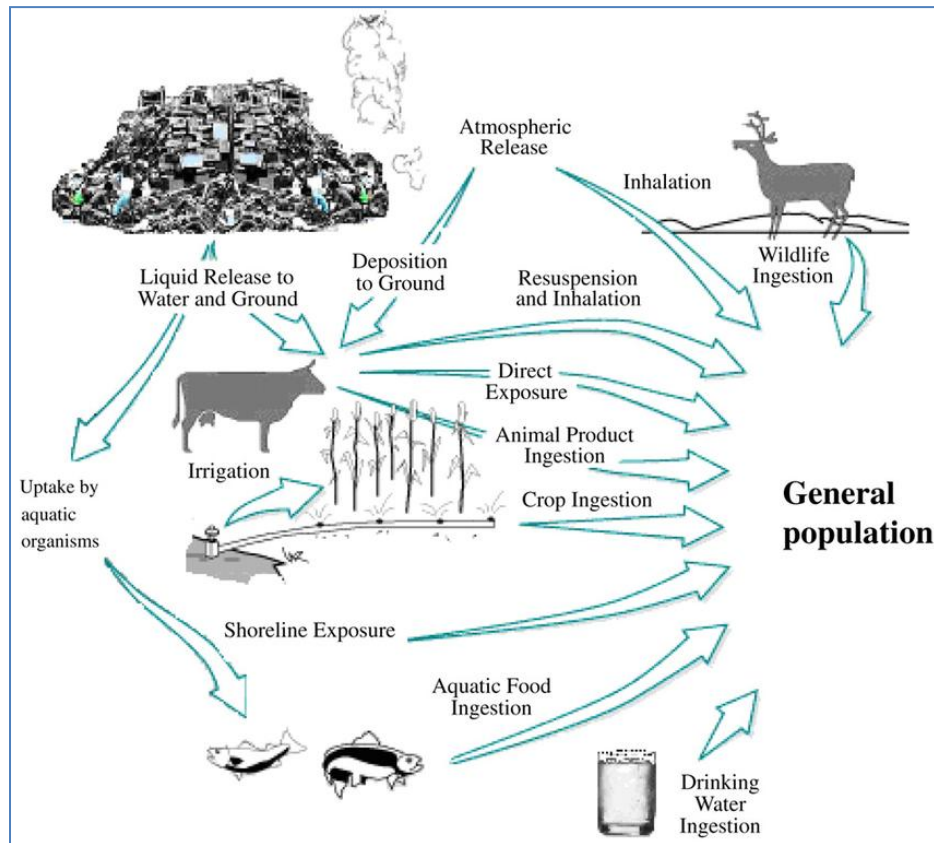 Atmospheric
Release
Inhalation
Wildlife
Ingestion
Liquid Release to
Water and Ground
Deposition
to Ground
Resuspension
and Inhalation
Direct
Exposure
Animal Product
Ingestion
Irrigation
Crop Ingestion
Uptake by
aquatic
organisms
General
population
Shoreline Exposure
Aquatic Food
Ingestion
Drinking
Water
Ingestion